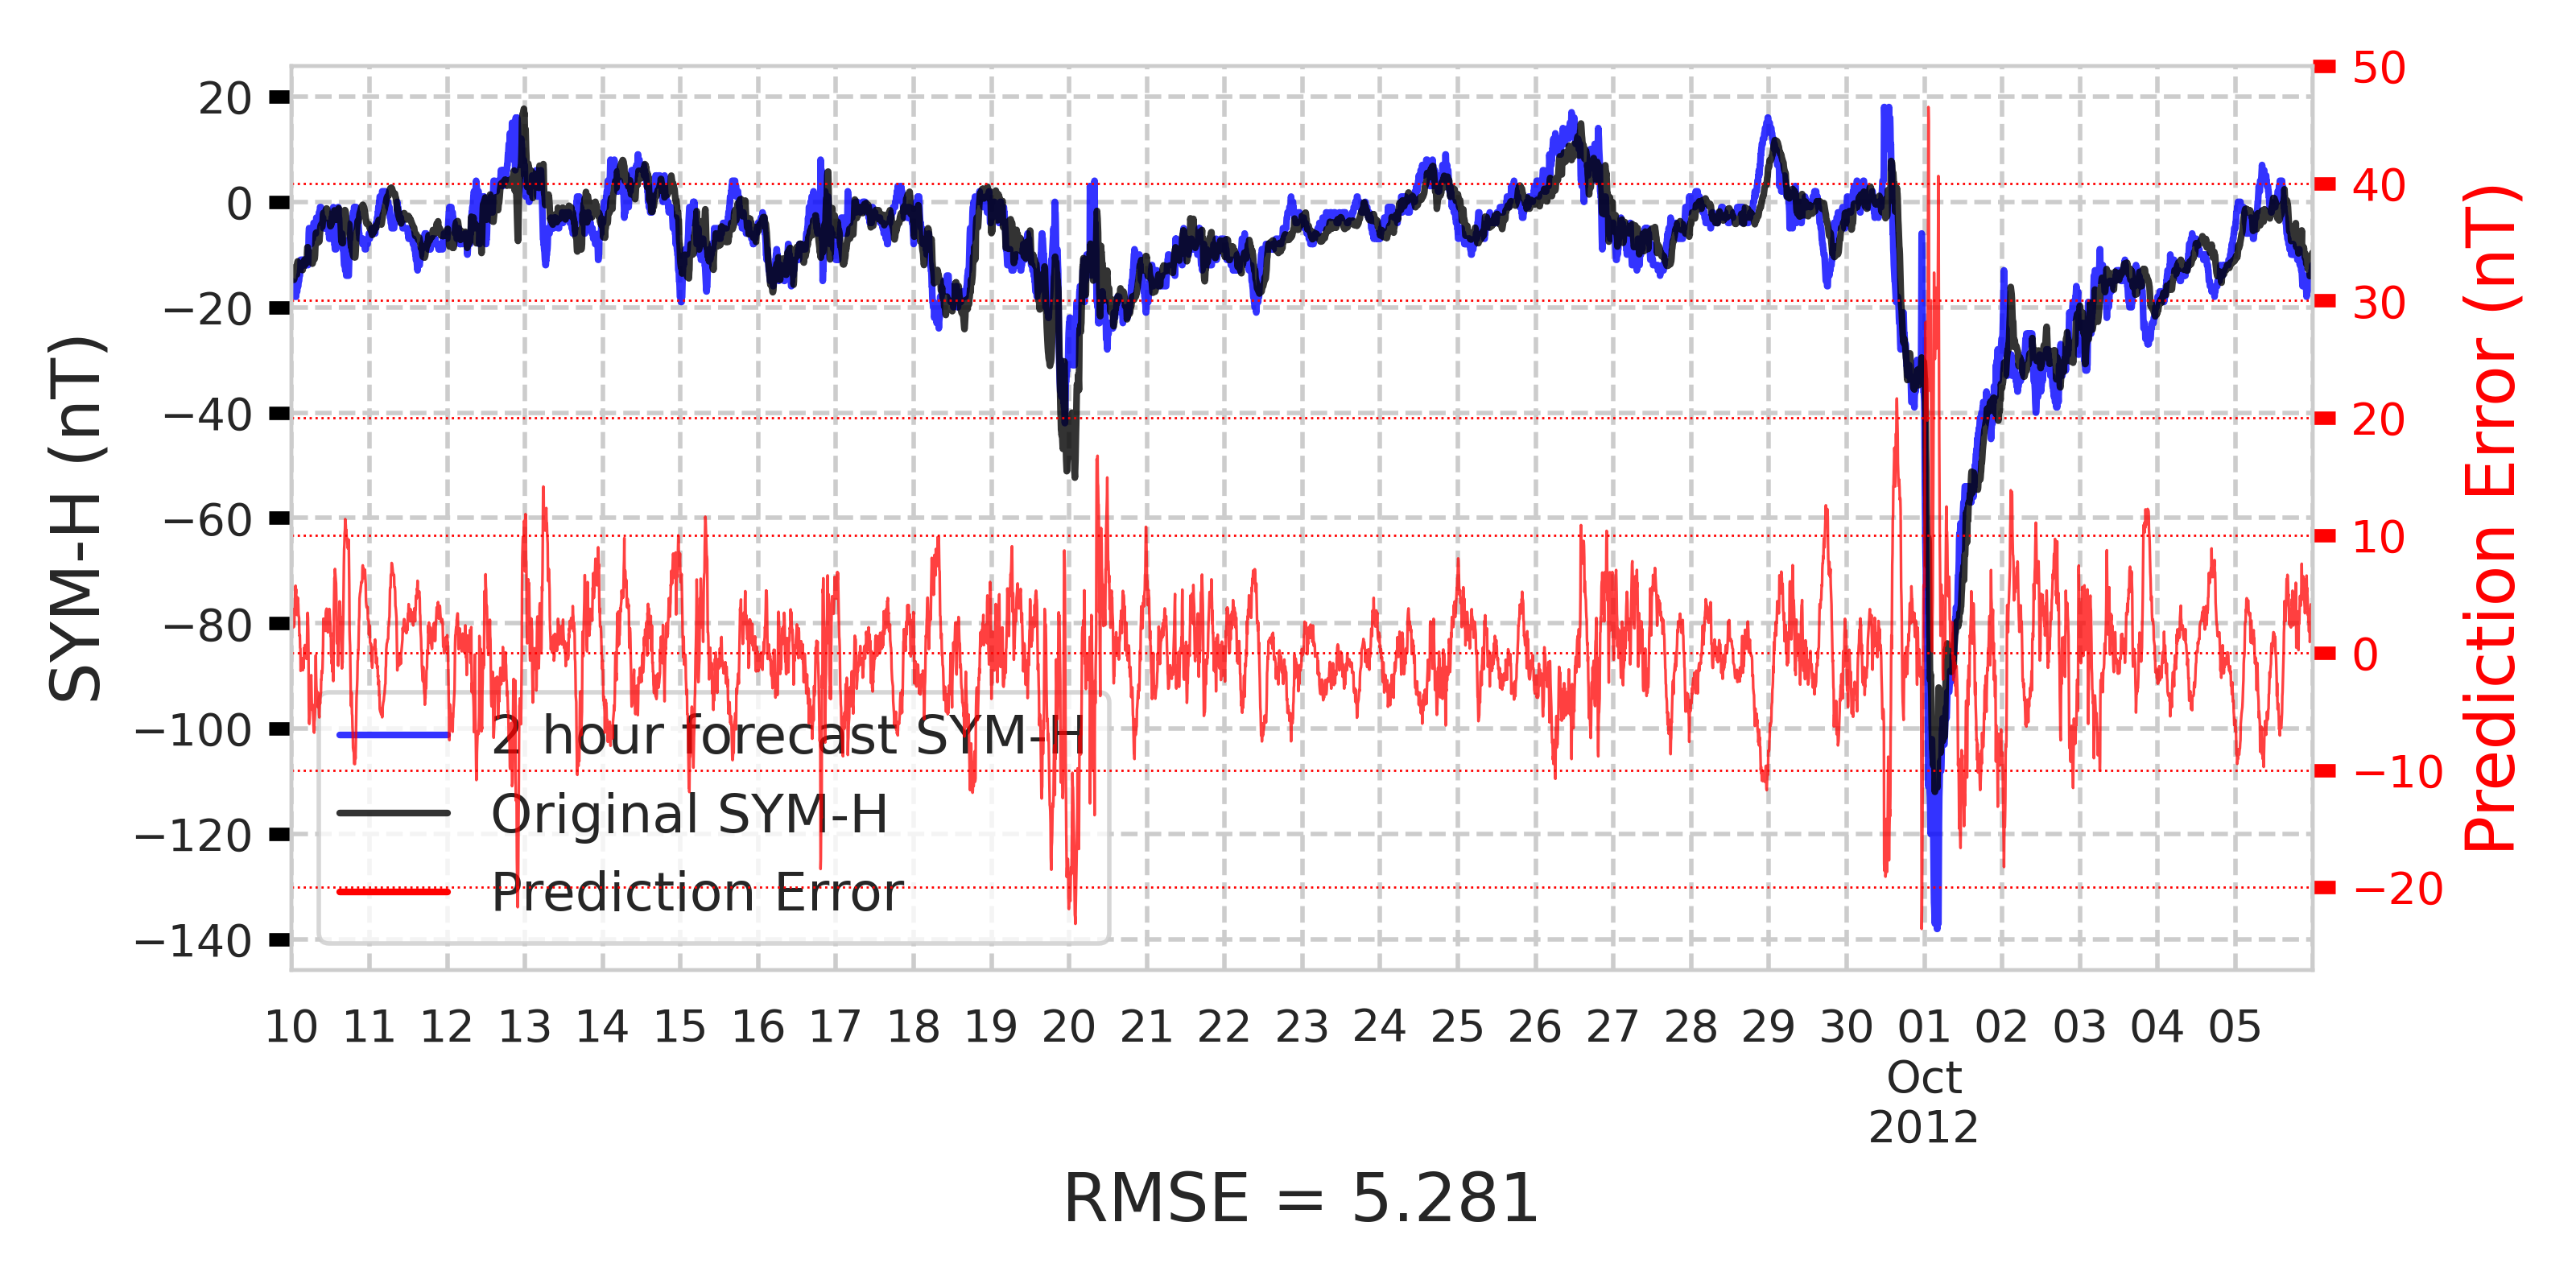 SYM-H (nT)
20
0
−20
−40
−60
−80
−100
−120
−140
50
40
30
20
10
0
−10
−20
Prediction Error (nT)
2 hour forecast SYM-H
Original SYM-H
Prediction Error
10 11 12 13 14 15 16 17 18 19 20 21 22 23 24 25 26 27 28 29 30 01 02 03 04 05
Oct
2012
RMSE = 5.281